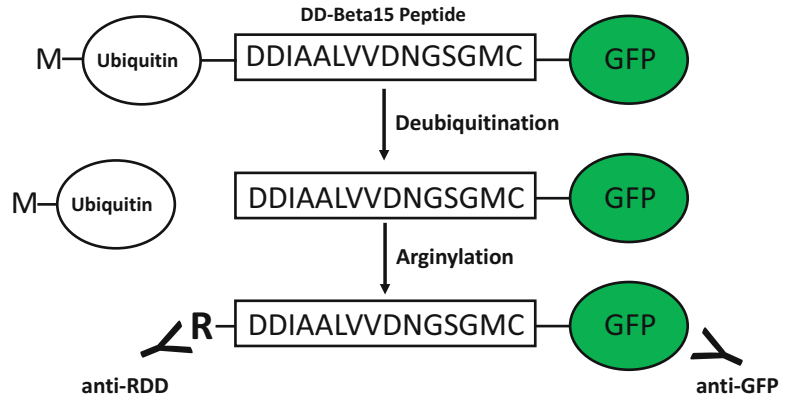 DD-Beta15 Peptide
M Ubiquitin DDIAALVVDNGSGMC GFP
Deubiquitination
M Ubiquitin DDIAALVVDNGSGMC GFP
Arginylation
R DDIAALVVDNGSGMC GFP
anti-RDD anti-GFP